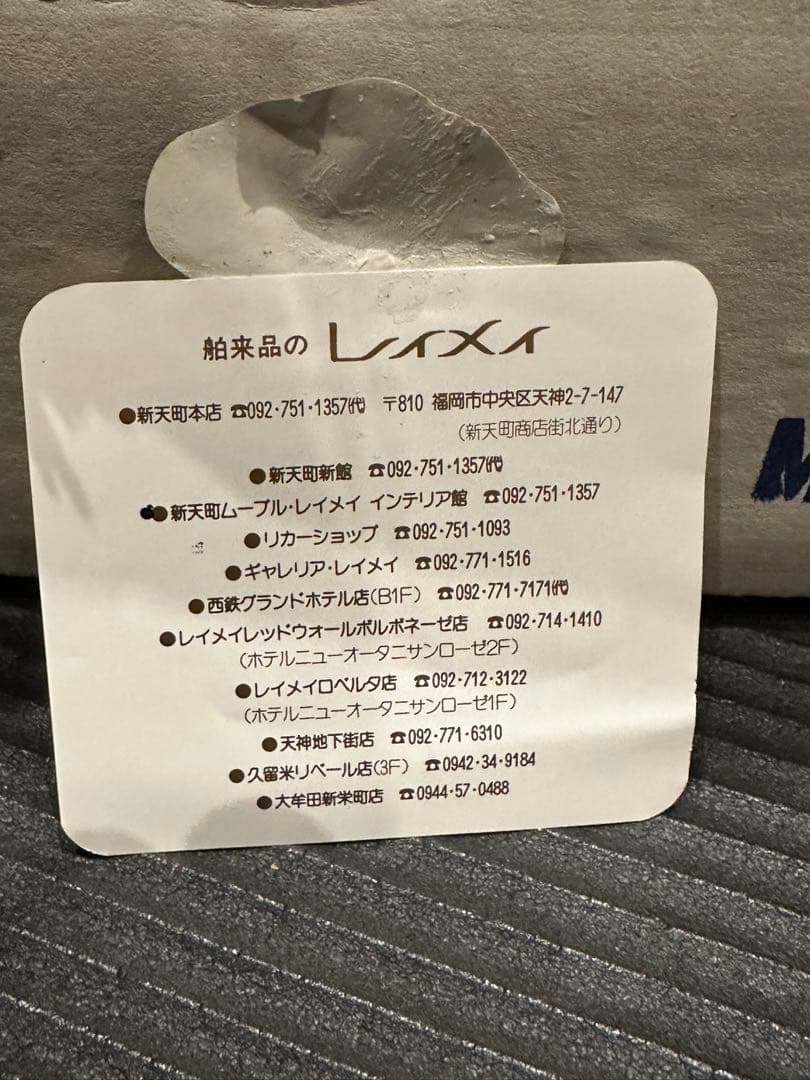 舶来品の レイメイ
●新天町本店 ☎092・751・1357㈹ 〒810 福岡市中央区天神2-7-147
(新天町商店街北通り)
●新天町新館 ☎092・751・1357㈹
●新天町ムーブル・レイメイ インテリア館 ☎092・751・1357
●リカーショップ ☎092・751・1093
●ギャレリア・レイメイ ☎092・771・1516
●西鉄グランドホテル店(B1F) ☎092・771・7171㈹
●レイメイレッドウォールボルボネーゼ店 ☎092・714・1410
(ホテルニューオータニサンローゼ2F)
●レイメイロベルタ店 ☎092・712・3122
(ホテルニューオータニサンローゼ1F)
●天神地下街店 ☎092・771・6310
●久留米リベール店(3F) ☎0942・34・9184
●大牟田新栄町店 ☎0944・57・0488